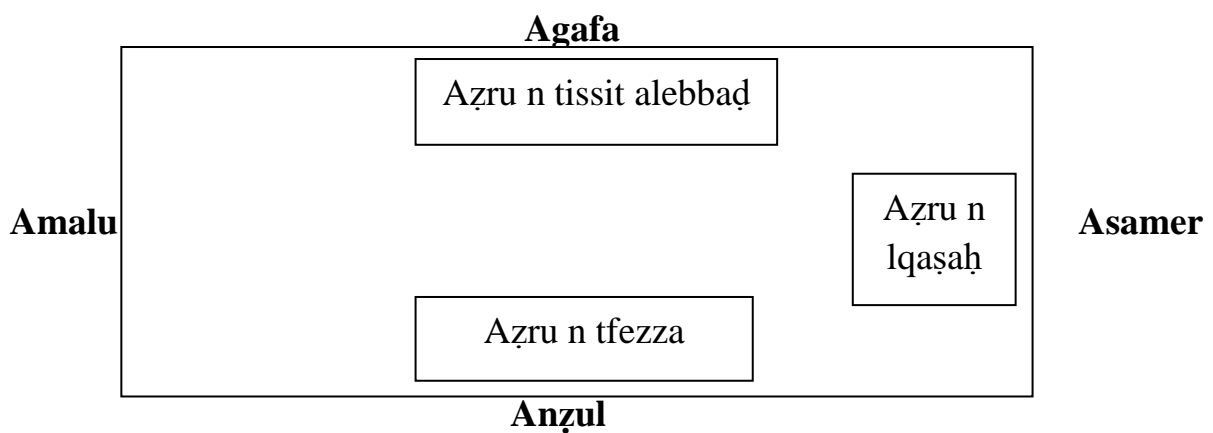 Agafa
Aẓru n tissit alebbaḍ
Amalu
Aẓru n
lqaṣaḥ
Asamer
Aẓru n tfezza
Anẓul